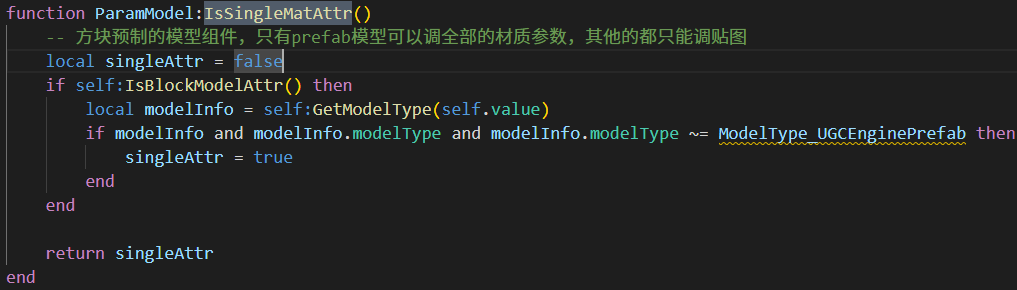 function ParamModel:IsSingleMatAttr()
    -- 方块预制的模型组件，只有prefab模型可以调全部的材质参数，其他的都只能调贴图
    local singleAttr = false
    if self:IsBlockModelAttr() then
        local modelInfo = self:GetModelType(self.value)
        if modelInfo and modelInfo.modelType and modelInfo.modelType ~= ModelType_UGCEnginePrefab then
            singleAttr = true
        end
    end

    return singleAttr
end